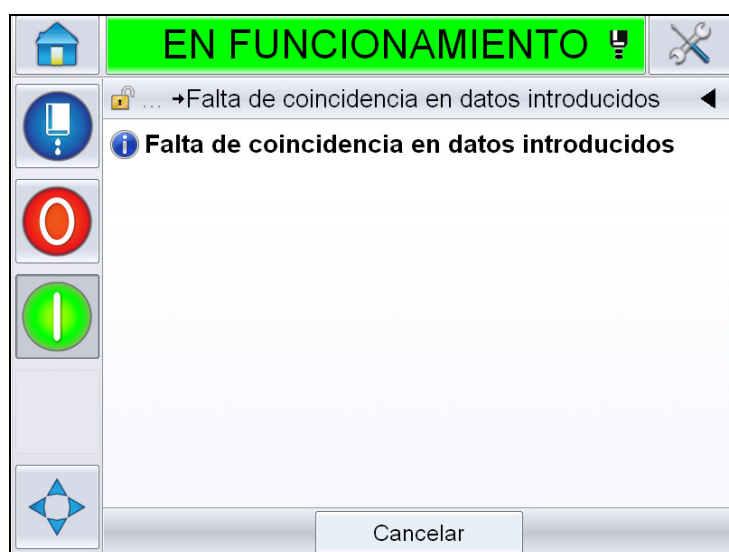 EN FUNCIONAMIENTO
... →Falta de coincidencia en datos introducidos
Falta de coincidencia en datos introducidos
Cancelar